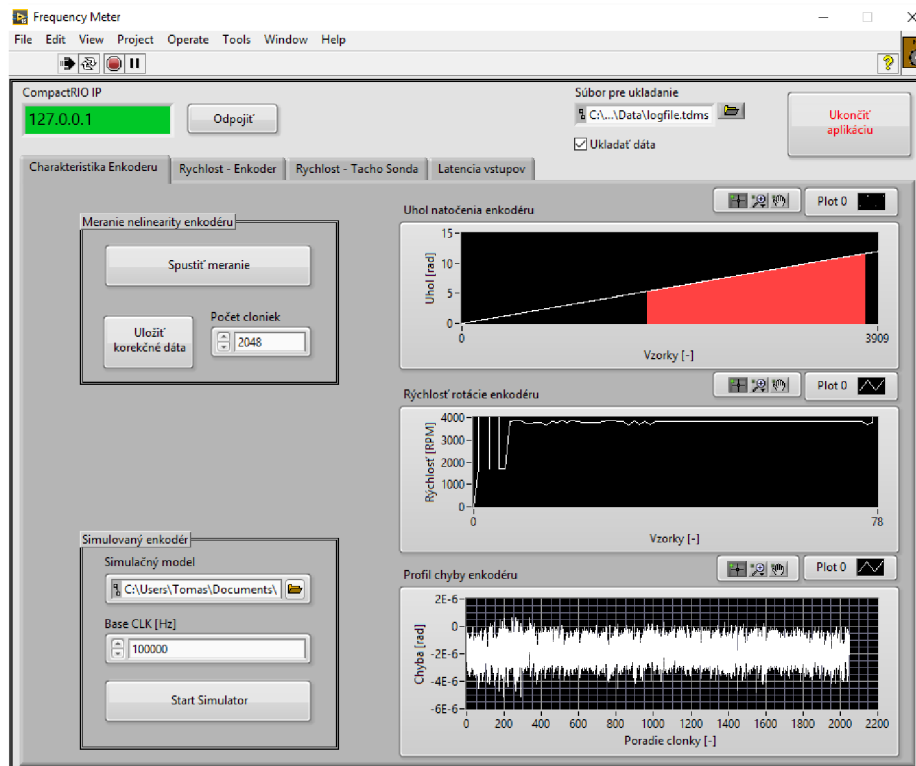 Frequency Meter
File Edit View Project Operate Tools Window Help
CompactRIO IP
127.0.0.1
Odpojiť
Súbor pre ukladanie
C:\...\Data\logfile.tdms
Ukladať dáta
Ukončiť
aplikáciu
Charakteristika Enkoderu
Rychlost - Enkoder
Rychlost - Tacho Sonda
Latencia vstupov
Meranie nelinearity enkodéru
Spustiť meranie
Uložiť
korekčné dáta
Počet cloniek
2048
Simulovaný enkodér
Simulačný model
C:\Users\Tomas\Documents\
Base CLK [Hz]
100000
Start Simulator
Uhol natočenia enkodéru
Plot 0
Uhol [rad]
15
10
5
0
0
3909
Vzorky [-]
Rýchlosť rotácie enkodéru
Plot 0
Rýchlosť [RPM]
4000
3000
2000
1000
0
0
78
Vzorky [-]
Profil chyby enkodéru
Plot 0
Chyba [rad]
2E-6
0
-2E-6
-4E-6
-6E-6
0 200 400 600 800 1000 1200 1400 1600 1800 2000 2200
Poradie clonky [-]